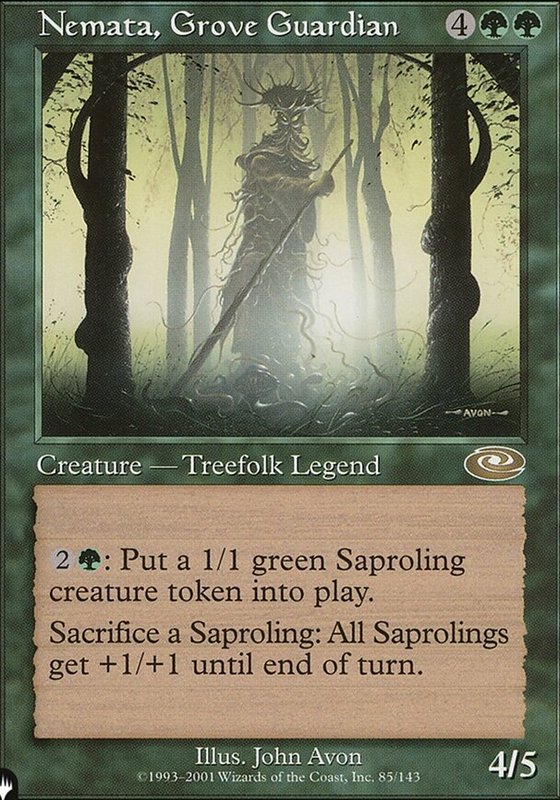 Nemata, Grove Guardian 4
AVON
Creature — Treefolk Legend
2 : Put a 1/1 green Saproling
creature token into play.
Sacrifice a Saproling: All Saprolings
get +1/+1 until end of turn.
Illus. John Avon
©1993–2001 Wizards of the Coast, Inc. 85/143
4/5